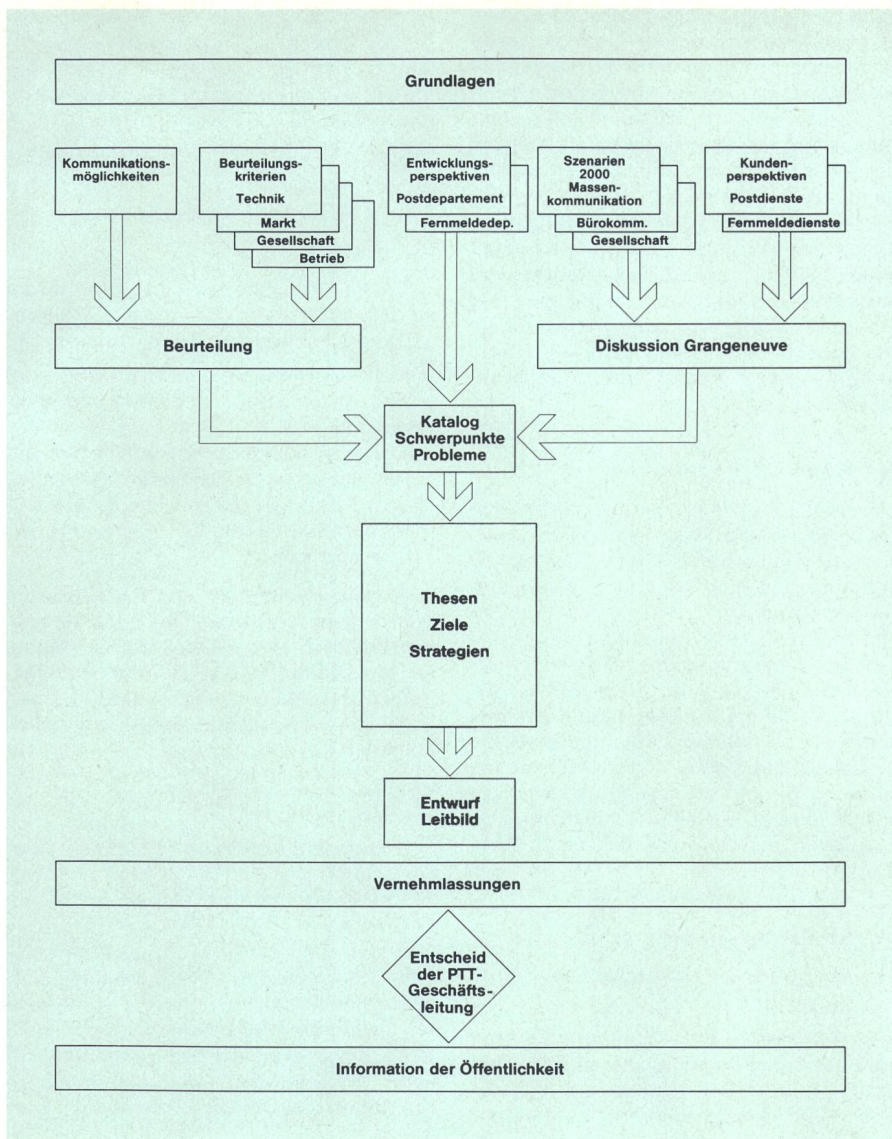 Grundlagen
Kommunikations-
möglichkeiten
Beurteilungs-
kriterien
Technik
Markt
Gesellschaft
Betrieb
Entwicklungs-
perspektiven
Postdepartement
Fernmeldedep.
Szenarien
2000
Massen-
kommunikation
Bürokomm.
Gesellschaft
Kunden-
perspektiven
Postdienste
Fernmeldedienste
Beurteilung
Diskussion Grangeneuve
Katalog
Schwerpunkte
Probleme
Thesen
Ziele
Strategien
Entwurf
Leitbild
Vernehmlassungen
Entscheid
der PTT-
Geschäfts-
leitung
Information der Öffentlichkeit